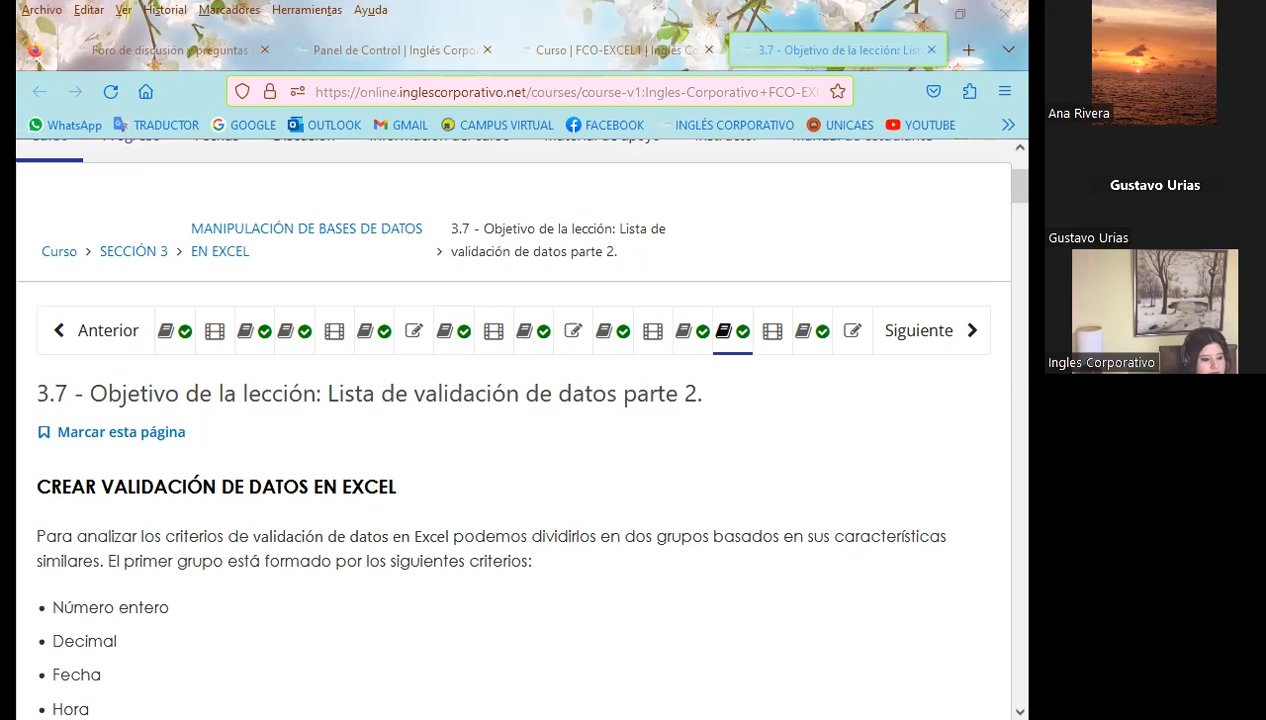 Archivo Editar Ver Historial Marcadores Herramientas Ayuda
Foro de discusión y preguntas Panel de Control | Inglés Corpor Curso | FCO-EXCEL1 | Inglés Co 3.7 - Objetivo de la lección: List
https://online.inglescorporativo.net/courses/course-v1:Ingles-Corporativo+FCO-EXC
WhatsApp TRADUCTOR GOOGLE OUTLOOK GMAIL CAMPUS VIRTUAL FACEBOOK INGLÉS CORPORATIVO UNICAES YOUTUBE
MANIPULACIÓN DE BASES DE DATOS 3.7 - Objetivo de la lección: Lista de
Curso > SECCIÓN 3 > EN EXCEL > validación de datos parte 2.
Anterior Siguiente
3.7 - Objetivo de la lección: Lista de validación de datos parte 2.
Marcar esta página
CREAR VALIDACIÓN DE DATOS EN EXCEL
Para analizar los criterios de validación de datos en Excel podemos dividirlos en dos grupos basados en sus características
similares. El primer grupo está formado por los siguientes criterios:
• Número entero
• Decimal
• Fecha
• Hora
Ana Rivera
Gustavo Urias
Gustavo Urias
Ingles Corporativo